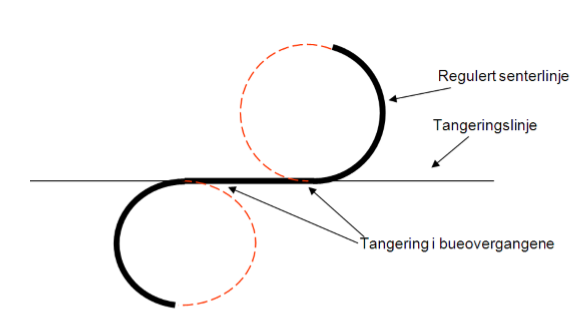 Regulert senterlinje
Tangeringslinje
Tangering i bueovergangene